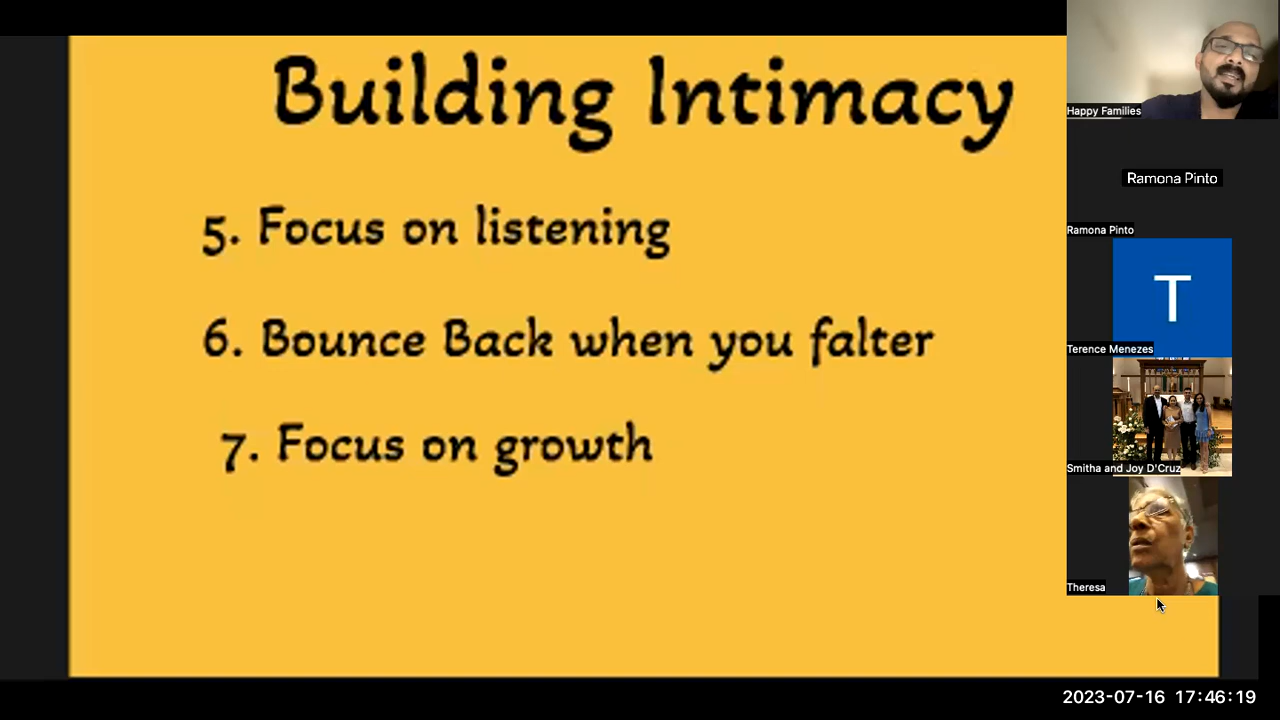 Building Intimacy
5. Focus on listening
6. Bounce Back when you falter
7. Focus on growth
Happy Families
Ramona Pinto
Ramona Pinto
T
Terence Menezes
Smitha and Joy D'Cruz
Theresa
2023-07-16 17:46:19